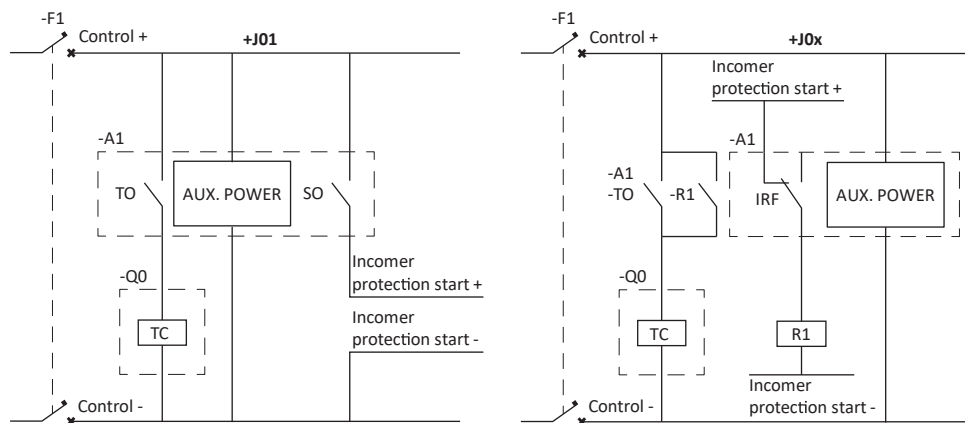 -F1
Control +
+J01
-A1
TO
AUX. POWER
SO
Incomer
protection start +
-Q0
TC
Incomer
protection start -
Control -
-F1
Control +
+J0x
Incomer
protection start +
-A1
-A1
-TO
-R1
IRF
AUX. POWER
-Q0
TC
R1
Incomer
protection start -
Control -